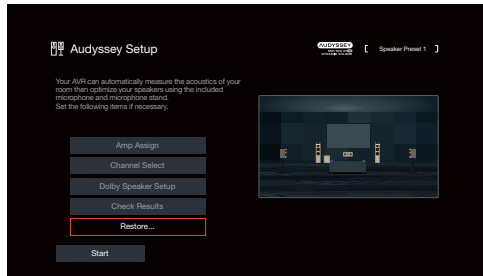 Audyssey Setup
AUDYSSEY
[ Speaker Preset 1 ]
Your AVR can automatically measure the acoustics of your
room then optimize your speakers using the included
microphone and microphone stand.
Set the following items if necessary.
Amp Assign
Channel Select
Dolby Speaker Setup
Check Results
Restore...
Start